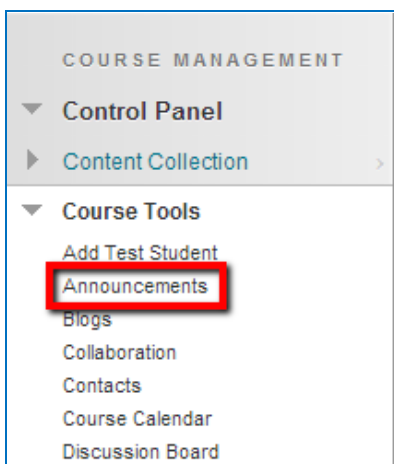 COURSE MANAGEMENT
Control Panel
Content Collection
Course Tools
Add Test Student
Announcements
Blogs
Collaboration
Contacts
Course Calendar
Discussion Board